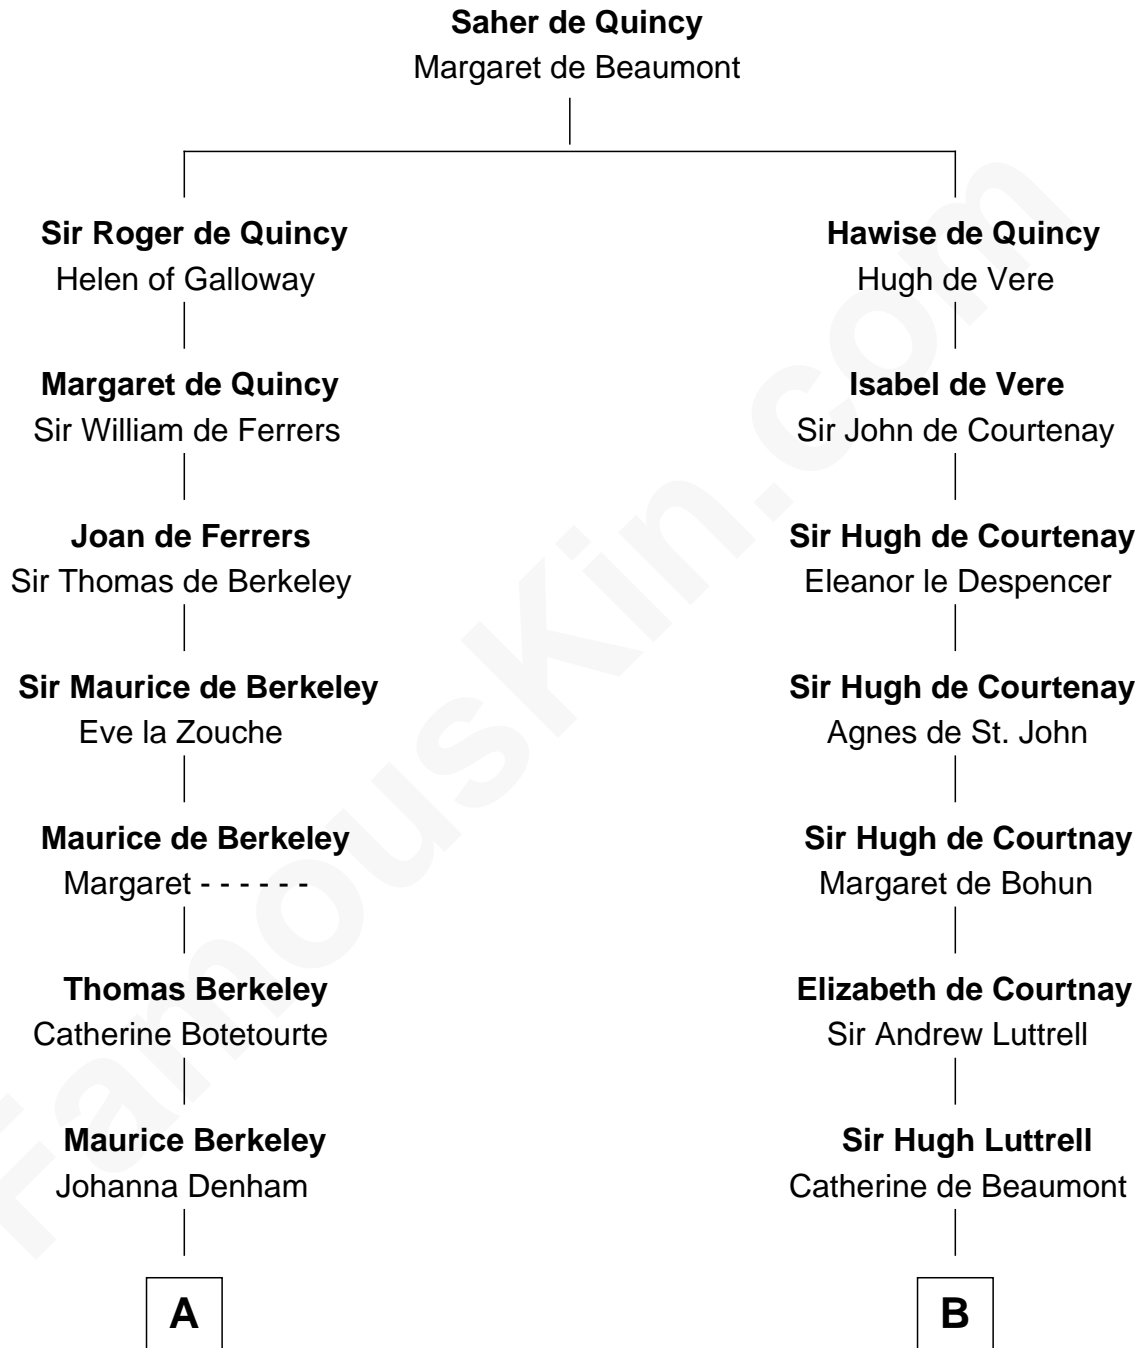 Saher de Quincy
Margaret de Beaumont
Sir Roger de Quincy
Helen of Galloway
Margaret de Quincy
Sir William de Ferrers
Joan de Ferrers
Sir Thomas de Berkeley
Sir Maurice de Berkeley
Eve la Zouche
Maurice de Berkeley
Margaret - - - - - -
Thomas Berkeley
Catherine Botetourte
Maurice Berkeley
Johanna Denham
A
Hawise de Quincy
Hugh de Vere
Isabel de Vere
Sir John de Courtenay
Sir Hugh de Courtenay
Eleanor le Despencer
Sir Hugh de Courtenay
Agnes de St. John
Sir Hugh de Courtnay
Margaret de Bohun
Elizabeth de Courtnay
Sir Andrew Luttrell
Sir Hugh Luttrell
Catherine de Beaumont
B
FamousKin.com